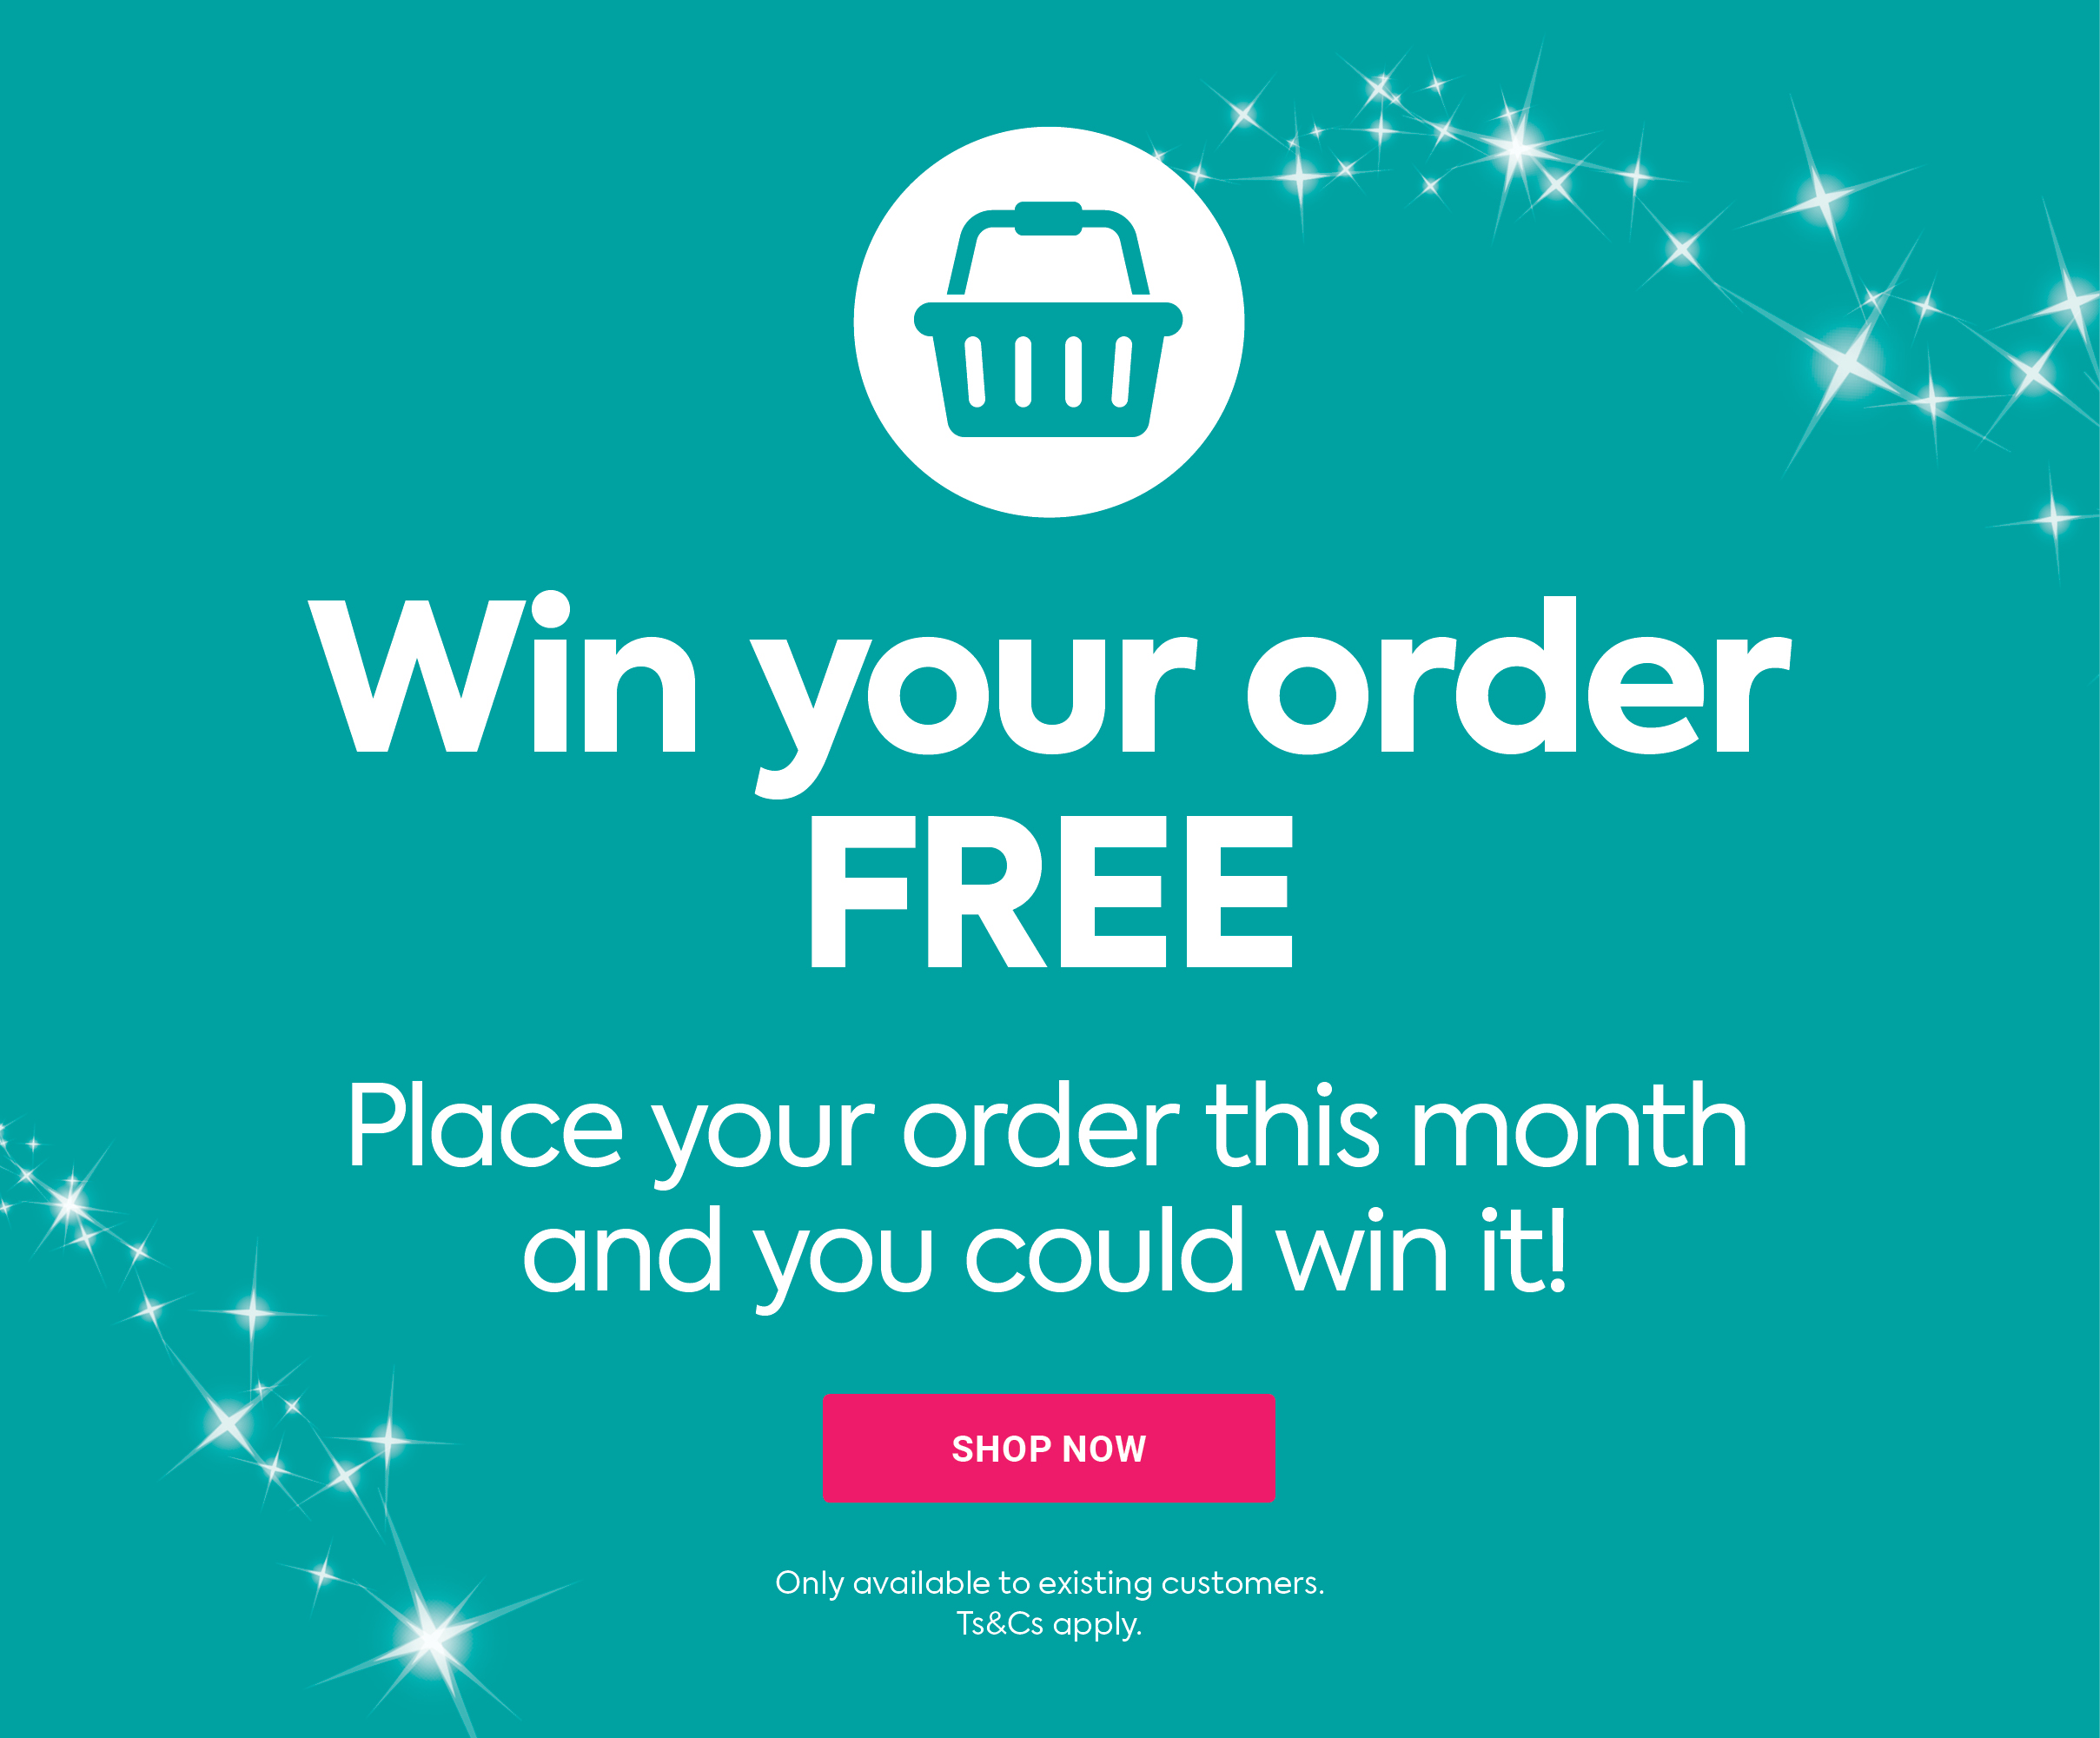 Win your order
FREE
Place your order this month
and you could win it!
SHOP NOW
Only available to existing customers.
Ts&Cs apply.